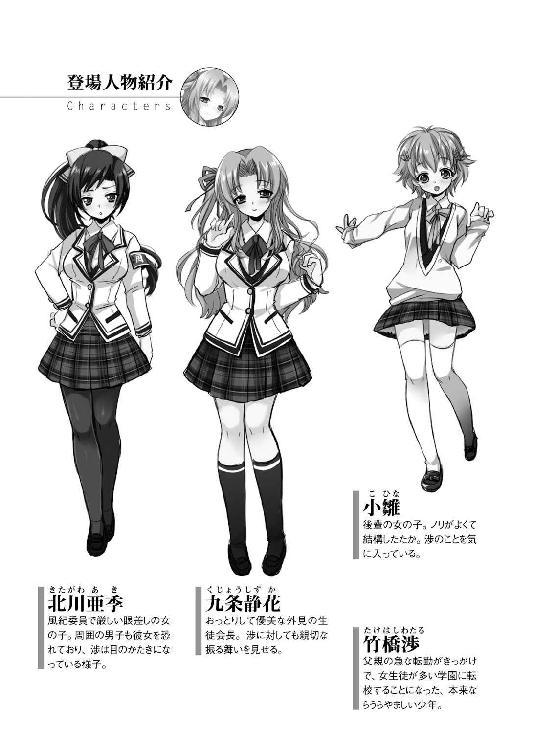 登場人物紹介
Characters
きたがわ あ き
北川亜季
風紀委員で厳しい眼差しの女
の子。周囲の男子も彼女を恐
れており、渉は目のかたきにな
っている様子。
くじょうしず か
九条静花
おっとりして優美な外見の生
徒会長。渉に対しても親切な
振る舞いを見せる。
こ ひな
小雛
後輩の女の子。ノリがよくて
結構したたか。渉のことを気
に入っている。
たけはしわたる
竹橋渉
父親の急な転勤がきっかけ
で、女生徒が多い学園に転
校することになった、本来な
らうらやましい少年。